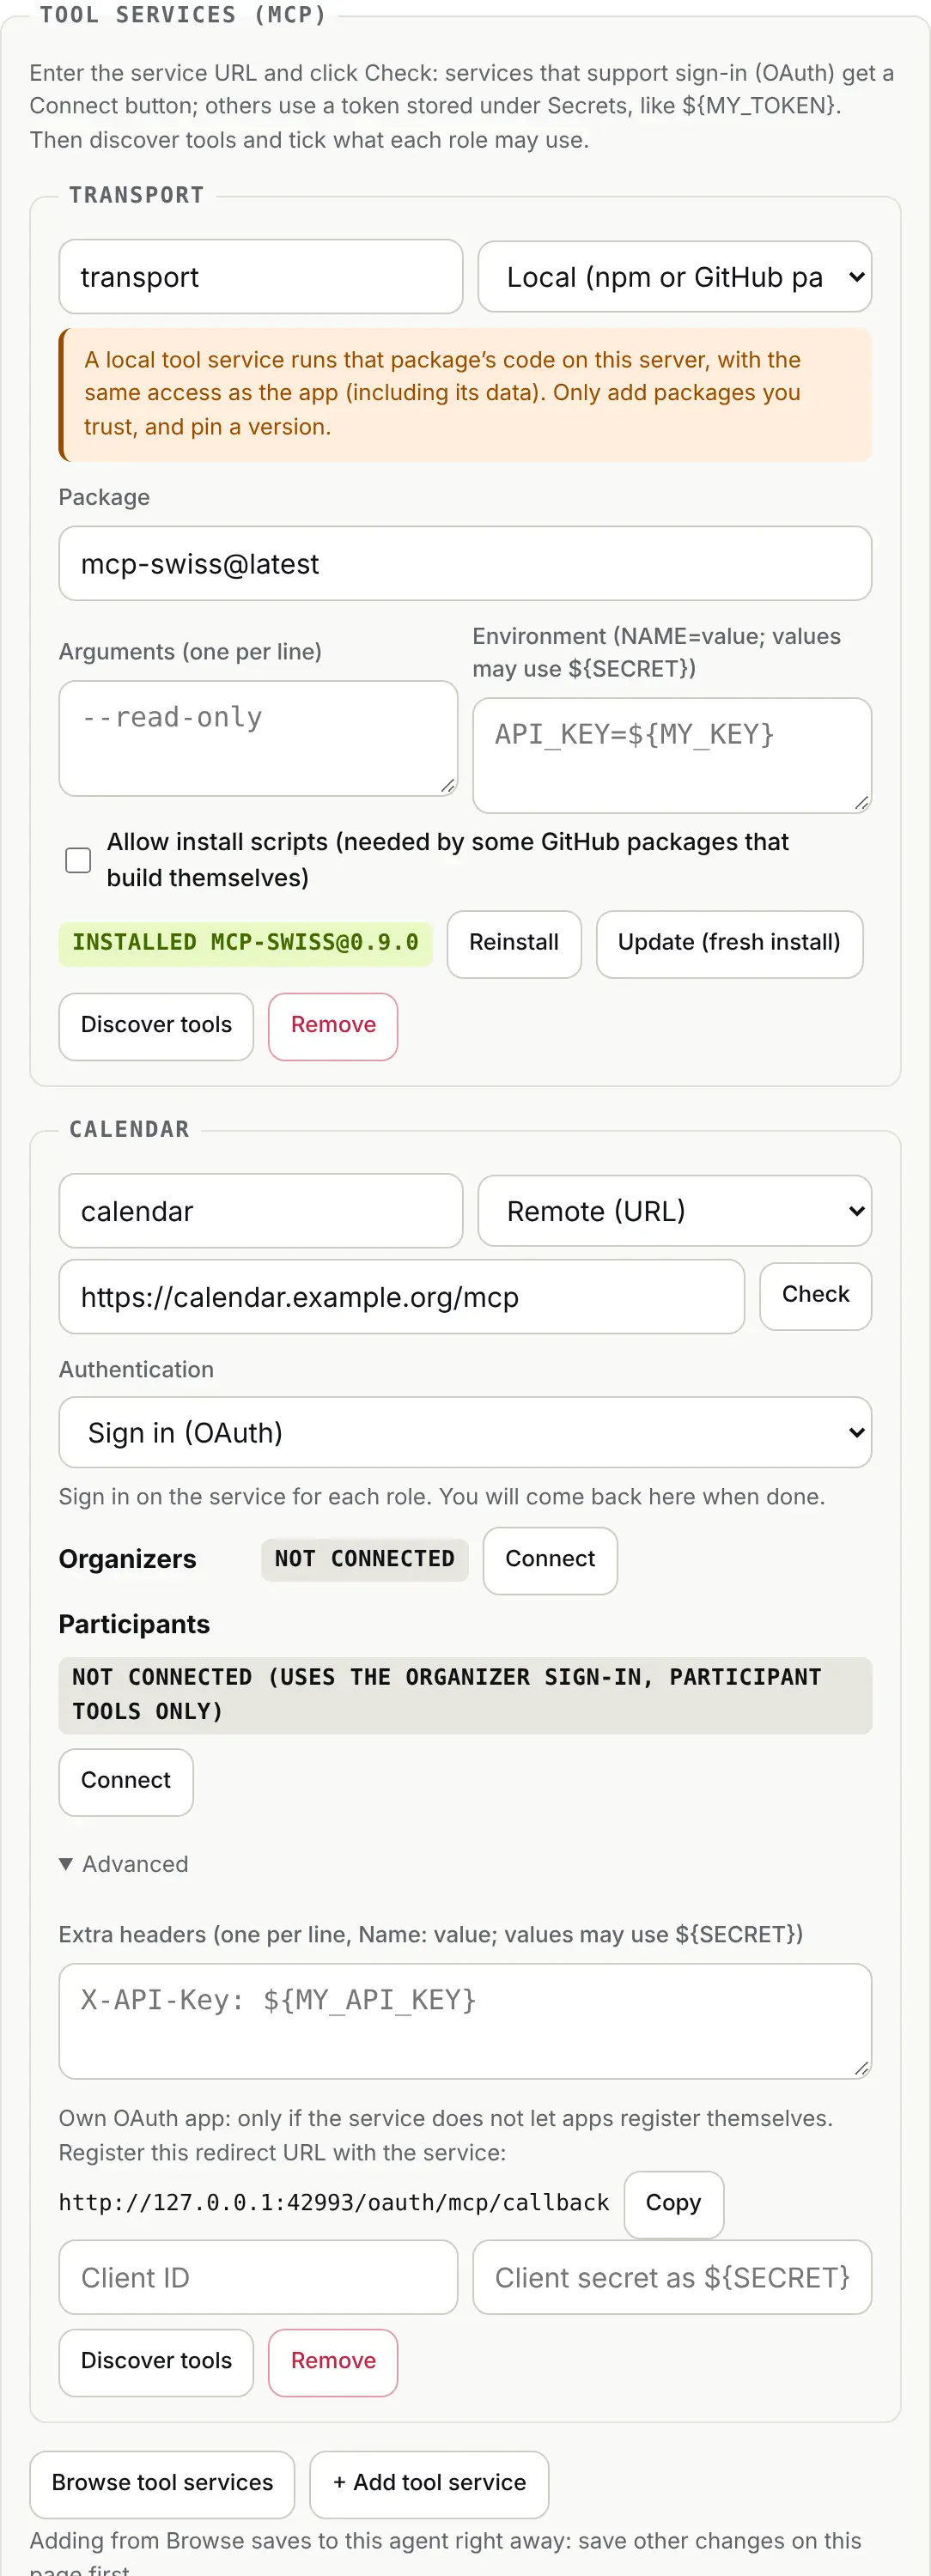 TOOL SERVICES (MCP)
Enter the service URL and click Check: services that support sign-in (OAuth) get a
Connect button; others use a token stored under Secrets, like ${MY_TOKEN}.
Then discover tools and tick what each role may use.
TRANSPORT
transport
Local (npm or GitHub pa
A local tool service runs that package’s code on this server, with the
same access as the app (including its data). Only add packages you
trust, and pin a version.
Package
mcp-swiss@latest
Arguments (one per line)
--read-only
Environment (NAME=value; values
may use ${SECRET})
API_KEY=${MY_KEY}
Allow install scripts (needed by some GitHub packages that
build themselves)
INSTALLED MCP-SWISS@0.9.0
Reinstall
Update (fresh install)
Discover tools
Remove
CALENDAR
calendar
Remote (URL)
https://calendar.example.org/mcp
Check
Authentication
Sign in (OAuth)
Sign in on the service for each role. You will come back here when done.
Organizers
NOT CONNECTED
Connect
Participants
NOT CONNECTED (USES THE ORGANIZER SIGN-IN, PARTICIPANT
TOOLS ONLY)
Connect
Advanced
Extra headers (one per line, Name: value; values may use ${SECRET})
X-API-Key: ${MY_API_KEY}
Own OAuth app: only if the service does not let apps register themselves.
Register this redirect URL with the service:
http://127.0.0.1:42993/oauth/mcp/callback
Copy
Client ID
Client secret as ${SECRET}
Discover tools
Remove
Browse tool services
+ Add tool service
Adding from Browse saves to this agent right away: save other changes on this
page first.